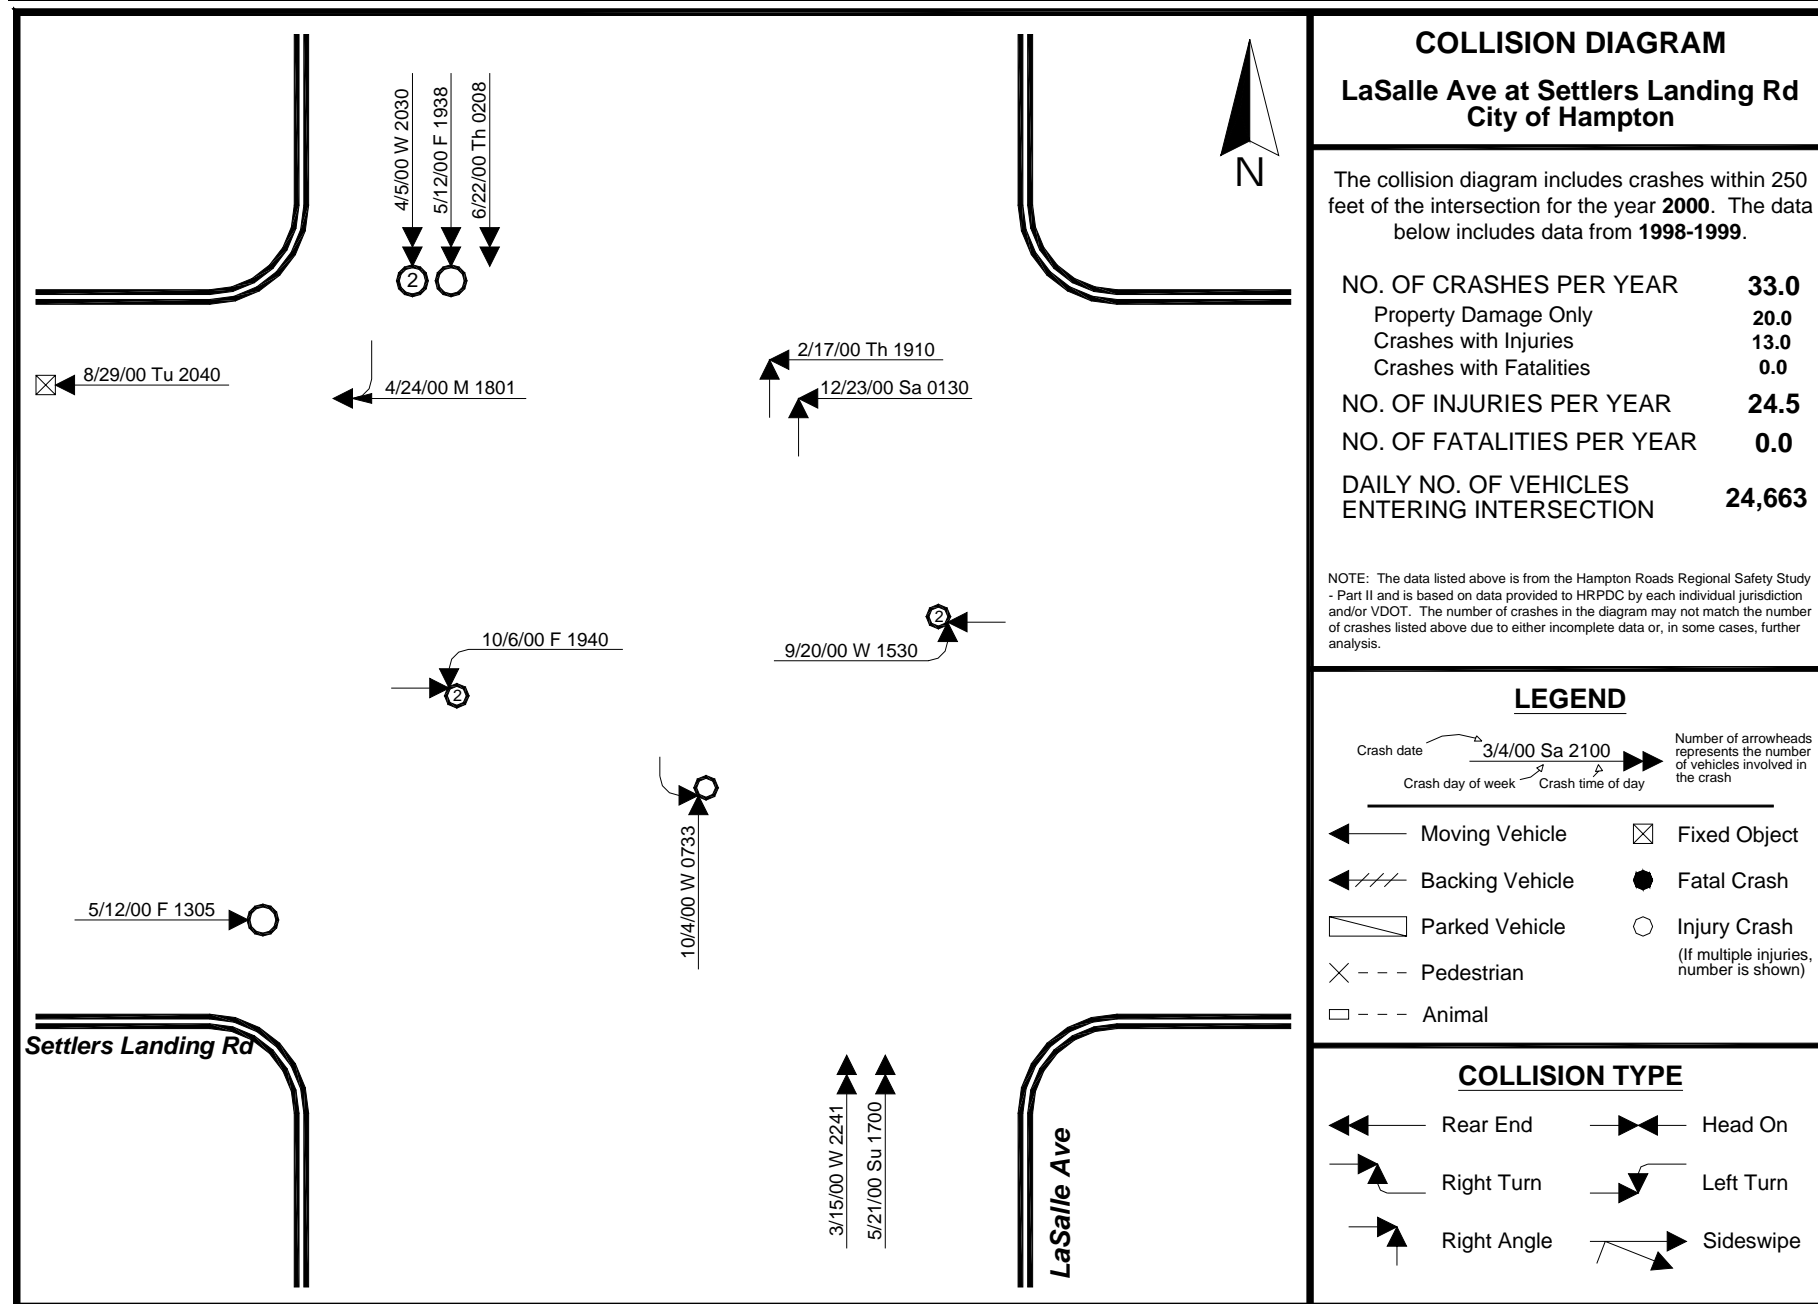 4/5/00 W 2030
5/12/00 F 1938
6/22/00 Th 0208
2
N
8/29/00 Tu 2040
4/24/00 M 1801
2/17/00 Th 1910
12/23/00 Sa 0130
10/6/00 F 1940
2
2
9/20/00 W 1530
10/4/00 W 0733
5/12/00 F 1305
Settlers Landing Rd
3/15/00 W 2241
5/21/00 Su 1700
LaSalle Ave
COLLISION DIAGRAM
LaSalle Ave at Settlers Landing Rd
City of Hampton
The collision diagram includes crashes within 250
feet of the intersection for the year 2000. The data
below includes data from 1998-1999.
NO. OF CRASHES PER YEAR 33.0
Property Damage Only 20.0
Crashes with Injuries 13.0
Crashes with Fatalities 0.0
NO. OF INJURIES PER YEAR 24.5
NO. OF FATALITIES PER YEAR 0.0
DAILY NO. OF VEHICLES
ENTERING INTERSECTION 24,663
NOTE: The data listed above is from the Hampton Roads Regional Safety Study
- Part II and is based on data provided to HRPDC by each individual jurisdiction
and/or VDOT. The number of crashes in the diagram may not match the number
of crashes listed above due to either incomplete data or, in some cases, further
analysis.
LEGEND
Crash date
3/4/00 Sa 2100
Crash day of week
Crash time of day
Number of arrowheads
represents the number
of vehicles involved in
the crash
Moving Vehicle
Fixed Object
Backing Vehicle
Fatal Crash
Parked Vehicle
Injury Crash
(If multiple injuries,
number is shown)
Pedestrian
Animal
COLLISION TYPE
Rear End
Head On
Right Turn
Left Turn
Right Angle
Sideswipe